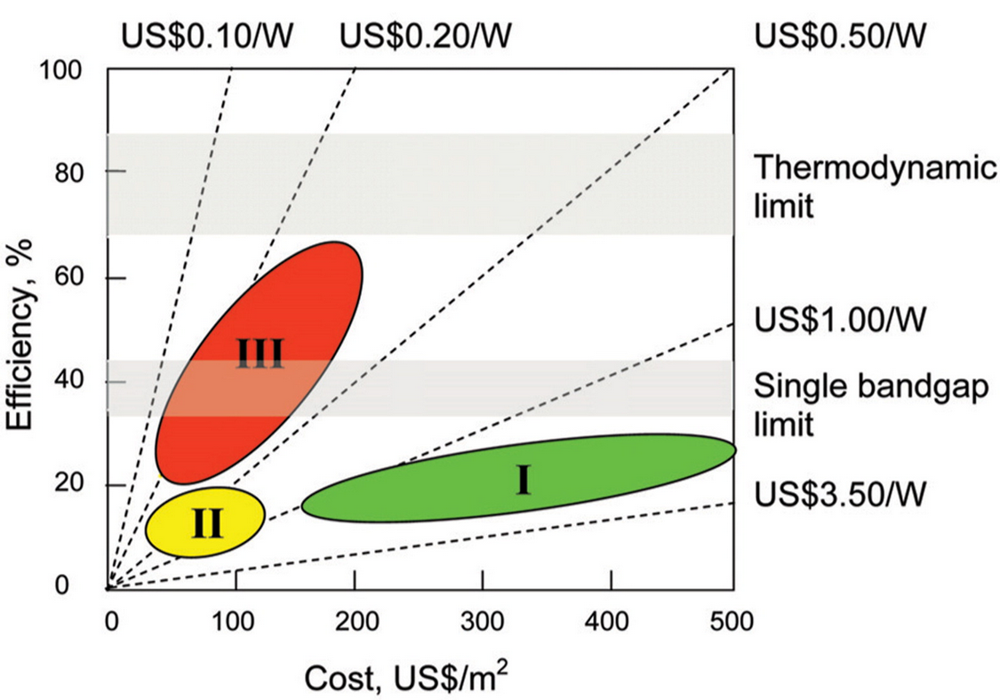 US$0.10/W US$0.20/W US$0.50/W
100
80
60
40
20
0
Efficiency, %
Thermodynamic
limit
US$1.00/W
Single bandgap
limit
US$3.50/W
III
II
I
0 100 200 300 400 500
Cost, US$/m²